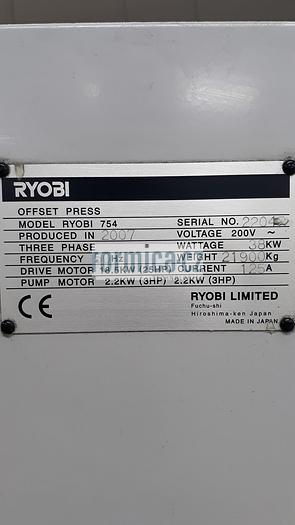 RYOBI
OFFSET PRESS
MODEL RYOBI 754 SERIAL NO.
PRODUCED IN 2007 VOLTAGE 200V ~
THREE PHASE WATTAGE 38KW
FREQUENCY Hz WEIGHT 21900Kg
DRIVE MOTOR 18.5KW (25HP) CURRENT 125A
PUMP MOTOR 2.2KW (3HP) 2.2KW (3HP)
CE RYOBI LIMITED
Fuchu-shi
Hiroshima-ken Japan
MADE IN JAPAN